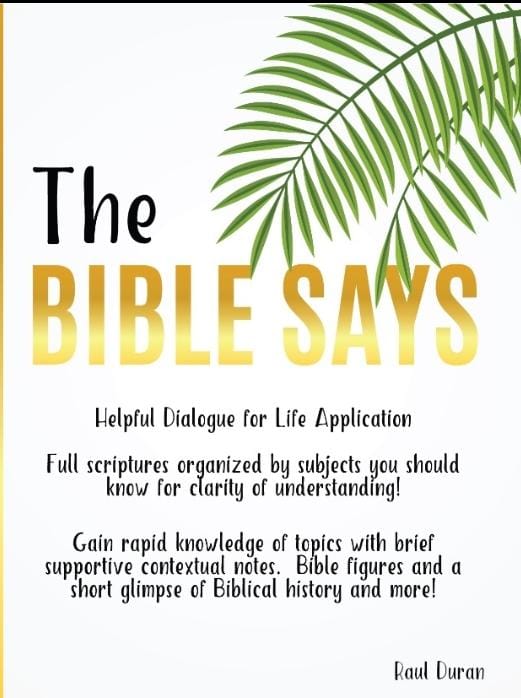 The
BIBLE SAYS
Helpful Dialogue for Life Application
Full scriptures organized by subjects you should
know for clarity of understanding!
Gain rapid knowledge of topics with brief
supportive contextual notes. Bible figures and a
short glimpse of Biblical history and more!
Raul Duran